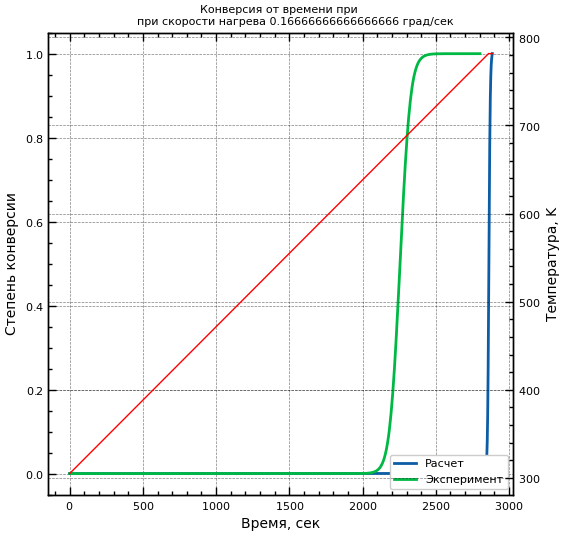 Конверсия от времени при
при скорости нагрева 0.16666666666666666 град/сек
1.0
0.8
0.6
0.4
0.2
0.0
Степень конверсии
800
700
600
500
400
300
Температура, К
Расчет
Эксперимент
0 500 1000 1500 2000 2500 3000
Время, сек